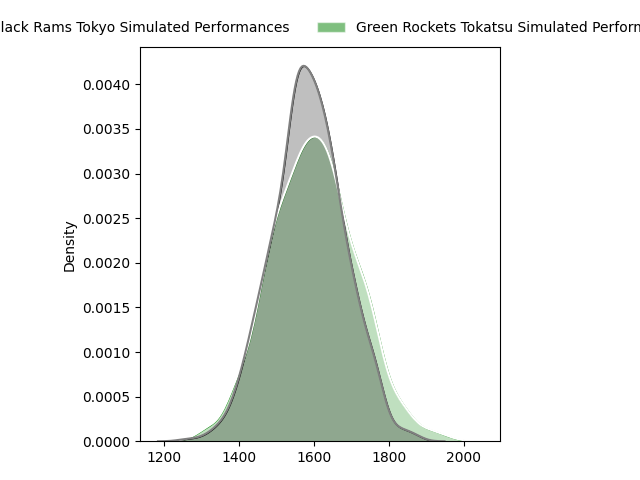 lack Rams Tokyo Simulated Performances
Green Rockets Tokatsu Simulated Perforn
0.0040
0.0035
0.0030
0.0025
0.0020
0.0015
0.0010
0.0005
0.0000
Density
1200 1400 1600 1800 2000